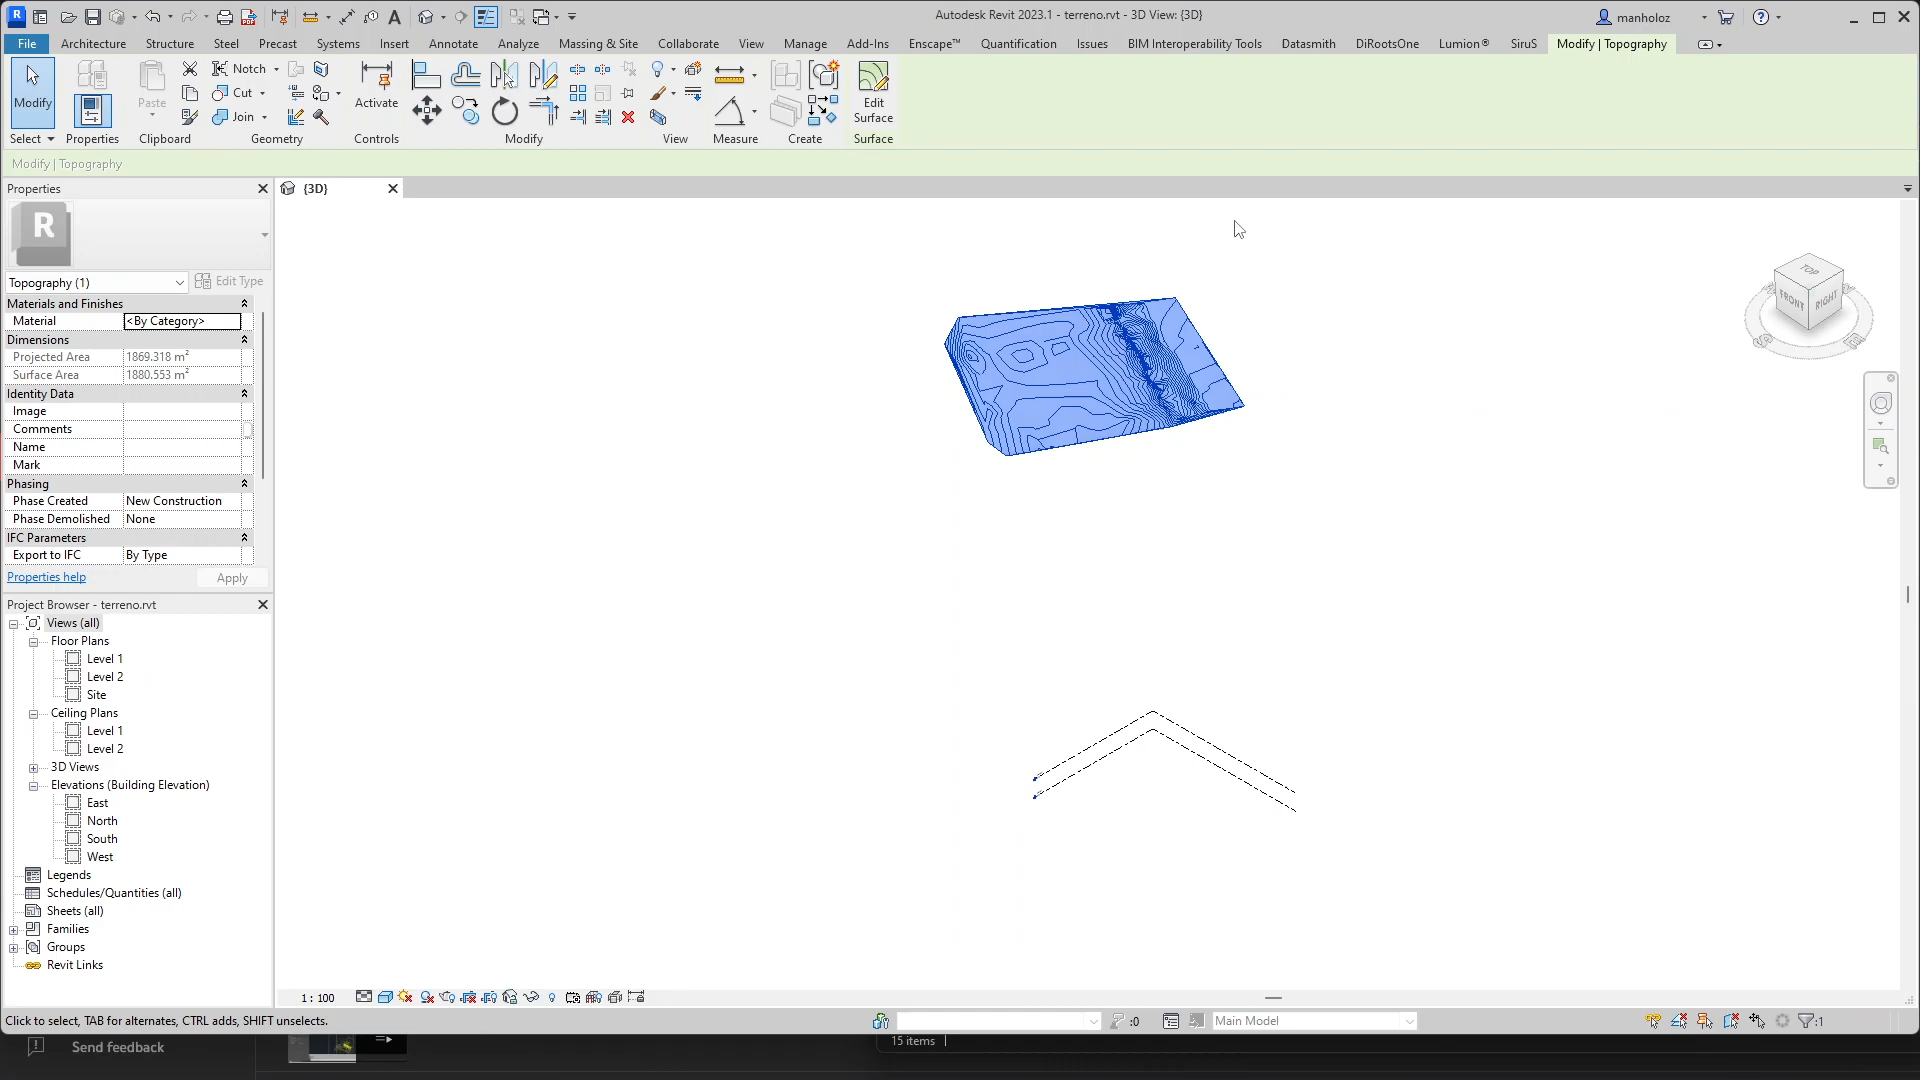 Autodesk Revit 2023.1 - terreno.rvt - 3D View: {3D}
manholoz
File Architecture Structure Steel Precast Systems Insert Annotate Analyze Massing & Site Collaborate View Manage Add-Ins Enscape™ Quantification Issues BIM Interoperability Tools Datasmith DiRootsOne Lumion® SiruS Modify | Topography
Modify
Paste
Notch
Cut
Join
Activate
Edit
Surface
Select Properties Clipboard Geometry Controls Modify View Measure Create Surface
Modify | Topography
Properties
{3D}
R
Topography (1)
Edit Type
Materials and Finishes
Material <By Category>
Dimensions
Projected Area 1869.318 m²
Surface Area 1880.553 m²
Identity Data
Image
Comments
Name
Mark
Phasing
Phase Created New Construction
Phase Demolished None
IFC Parameters
Export to IFC By Type
Properties help
Apply
Project Browser - terreno.rvt
Views (all)
Floor Plans
Level 1
Level 2
Site
Ceiling Plans
Level 1
Level 2
3D Views
Elevations (Building Elevation)
East
North
South
West
Legends
Schedules/Quantities (all)
Sheets (all)
Families
Groups
Revit Links
TOP
FRONT
RIGHT
1 : 100
Click to select, TAB for alternates, CTRL adds, SHIFT unselects.
:0
Main Model
:1
Send feedback
15 items